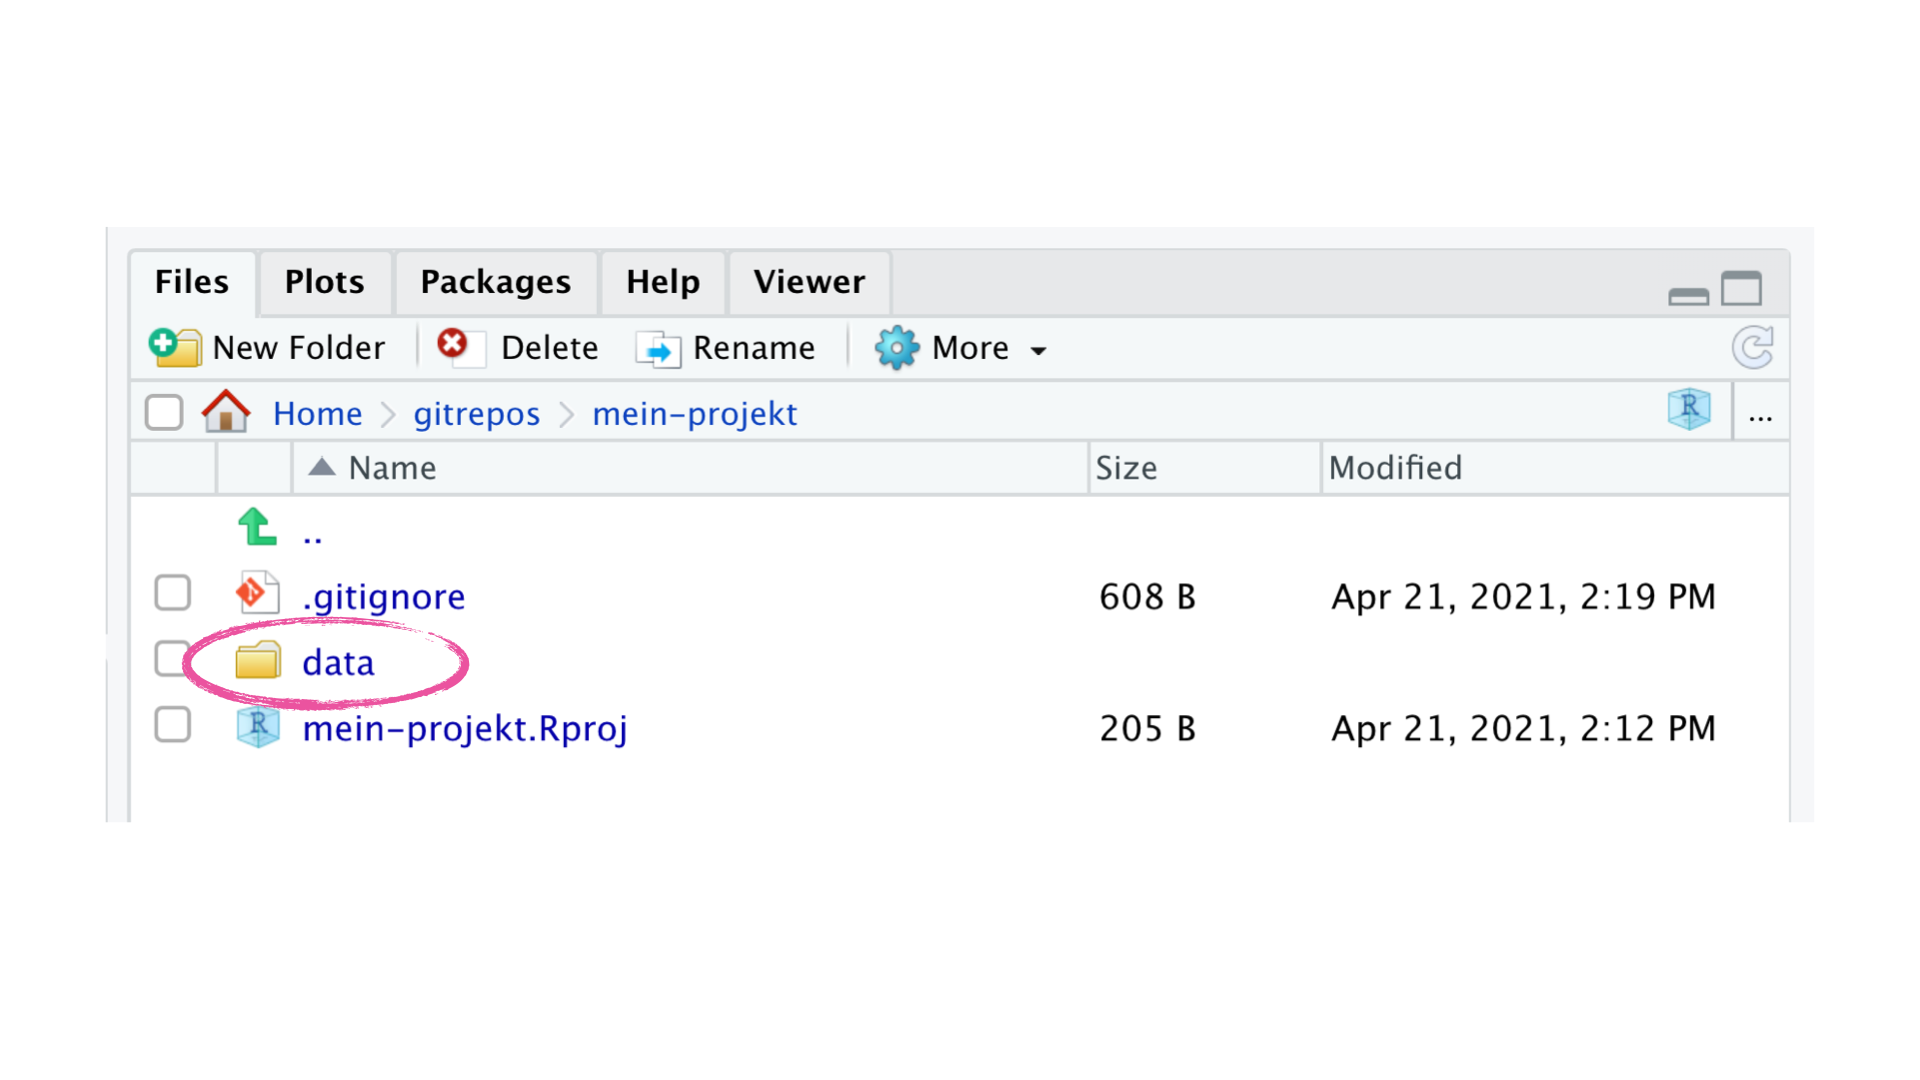 Files Plots Packages Help Viewer
New Folder Delete Rename More
Home gitrepos mein-projekt R ...
Name Size Modified
..
.gitignore 608 B Apr 21, 2021, 2:19 PM
data
R mein-projekt.Rproj 205 B Apr 21, 2021, 2:12 PM